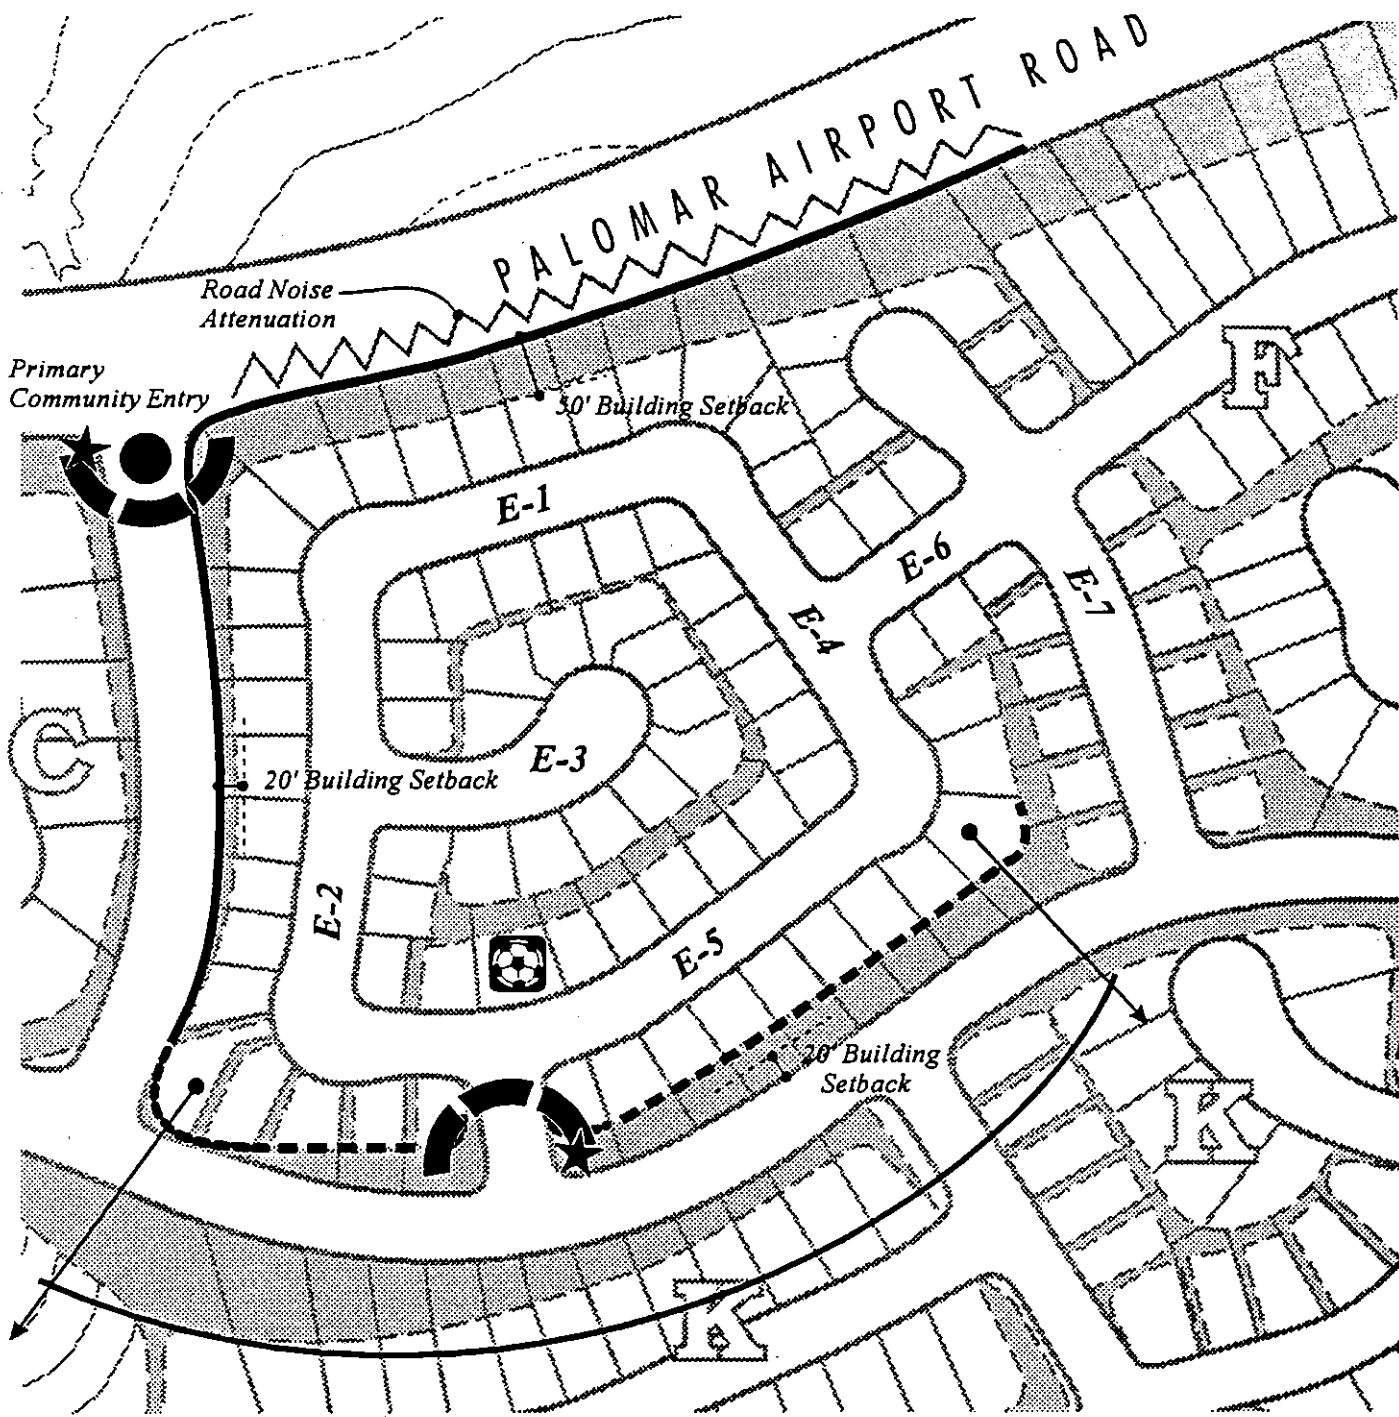 PALOMAR AIRPORT ROAD
Road Noise
Attenuation
Primary
Community Entry
50' Building Setback
F
E-1
E-6
E-7
E-4
C
E-3
20' Building Setback
E-2
E-5
20' Building
Setback
K
K